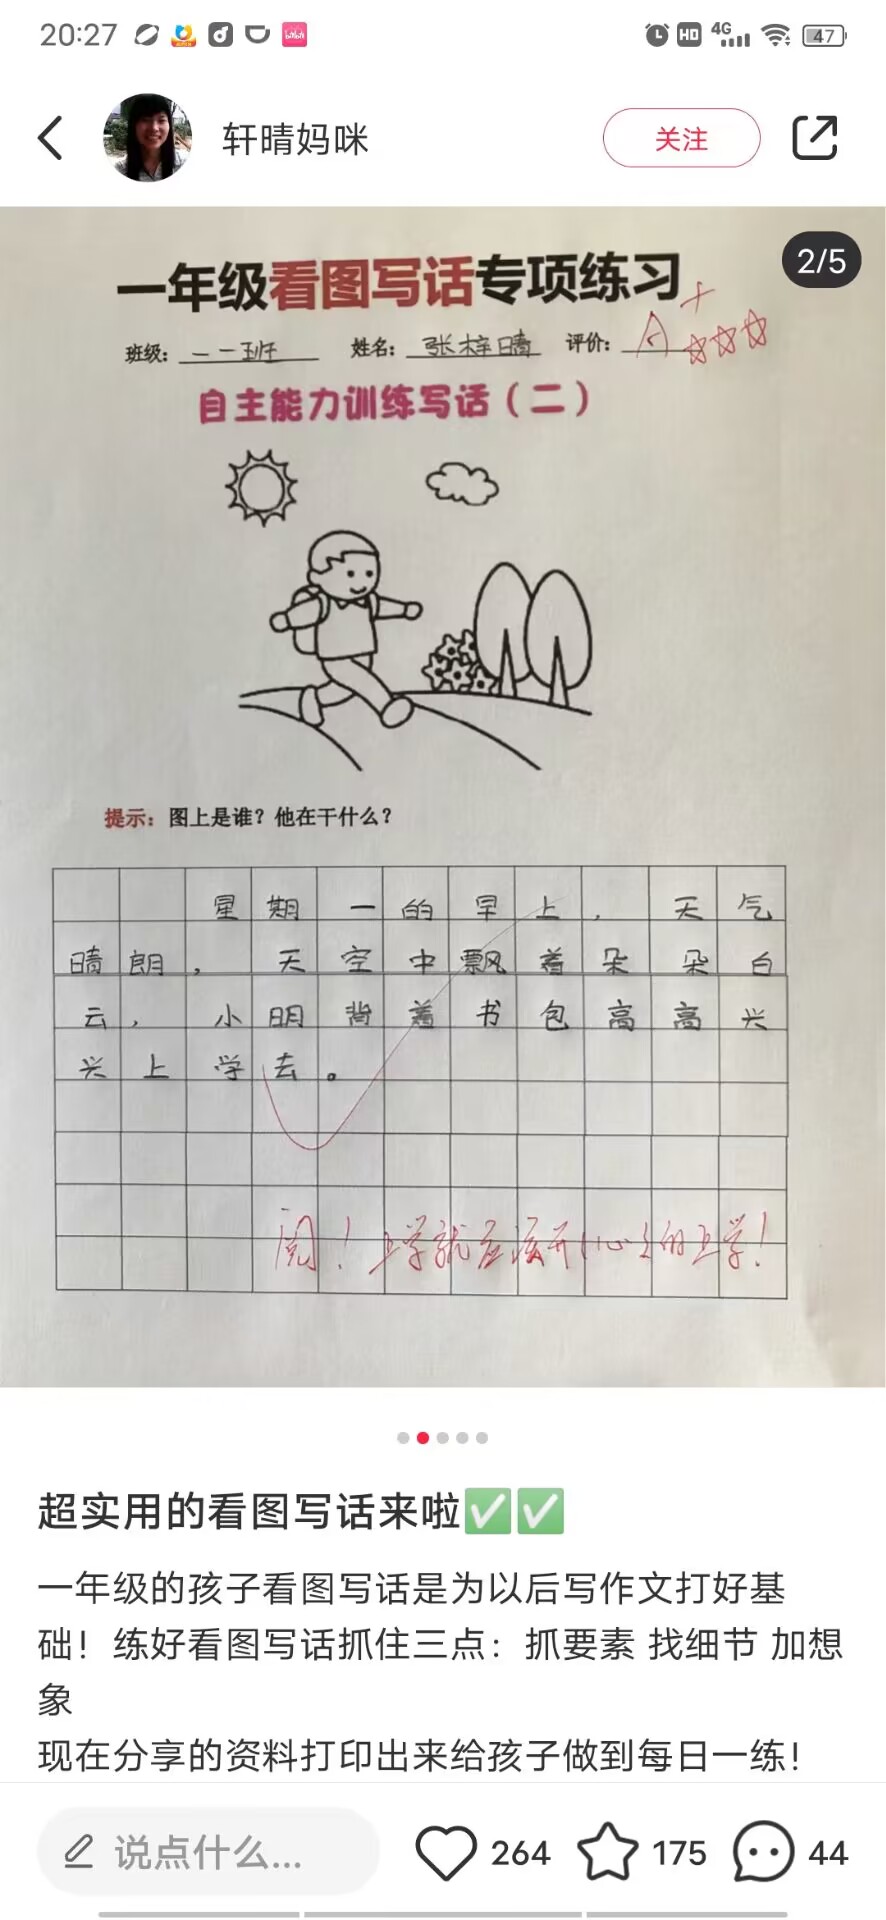 20:27
HD 4G 47
轩晴妈咪
关注
2/5
一年级看图写话专项练习
班级：一一班 姓名：张梓晴 评价：A+
自主能力训练写话（二）
提示：图上是谁？他在干什么？
星期一的早上，天气
晴朗，天空中飘着朵朵白
云，小明背着书包高高兴
兴上学去。
阅！上学就应该开开心心的上学！
超实用的看图写话来啦✅✅
一年级的孩子看图写话是为以后写作文打好基
础！练好看图写话抓住三点：抓要素 找细节 加想
象
现在分享的资料打印出来给孩子做到每日一练！
说点什么... 264 175 44